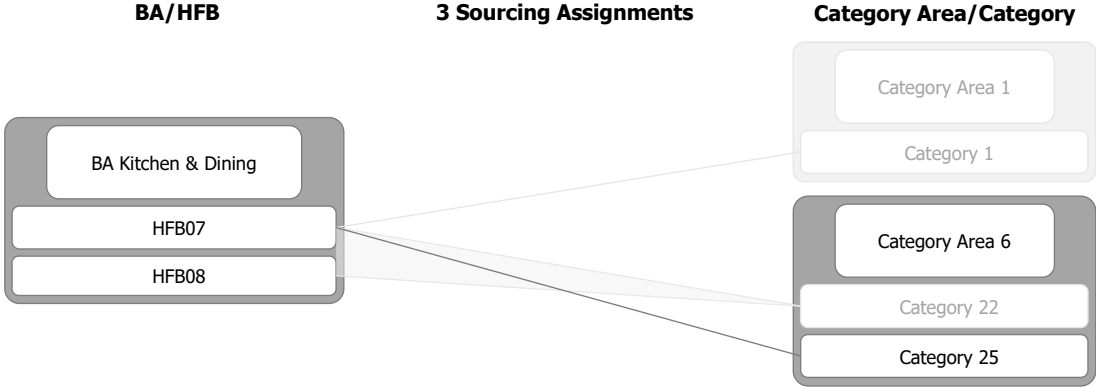 BA/HFB
3 Sourcing Assignments
Category Area/Category
BA Kitchen & Dining
HFB07
HFB08
Category Area 1
Category 1
Category Area 6
Category 22
Category 25